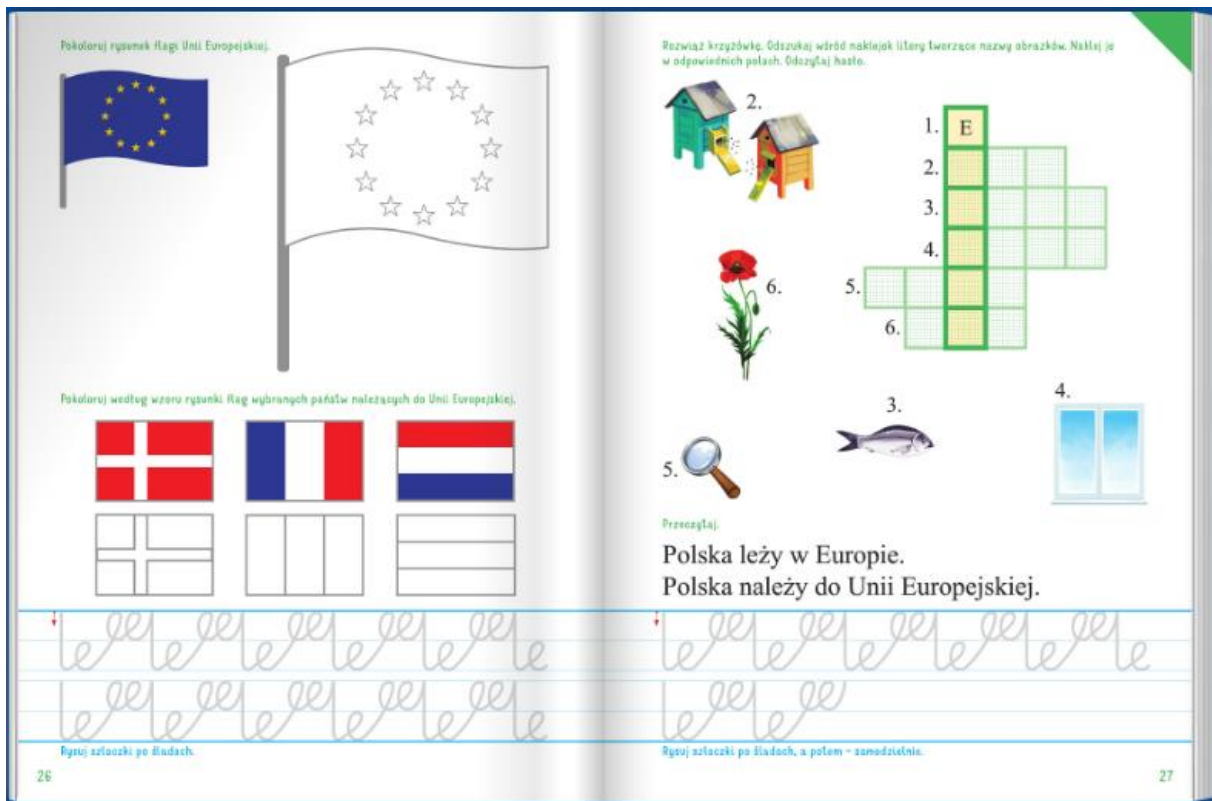 Pokoloruj rysunek flagi Unii Europejskiej.
Pokoloruj według wzoru rysunki flag wybranych państw należących do Unii Europejskiej.
Rysuj szlaczki po śladach.
26
Rozwiąż krzyżówkę. Odszukaj wśród naklejek litery tworzące nazwy obrazków. Naklej je
w odpowiednich polach. Odczytaj hasło.
2.
1. E
2.
3.
4.
5.
6.
6.
3.
4.
5.
Przeczytaj.
Polska leży w Europie.
Polska należy do Unii Europejskiej.
Rysuj szlaczki po śladach, a potem – samodzielnie.
27